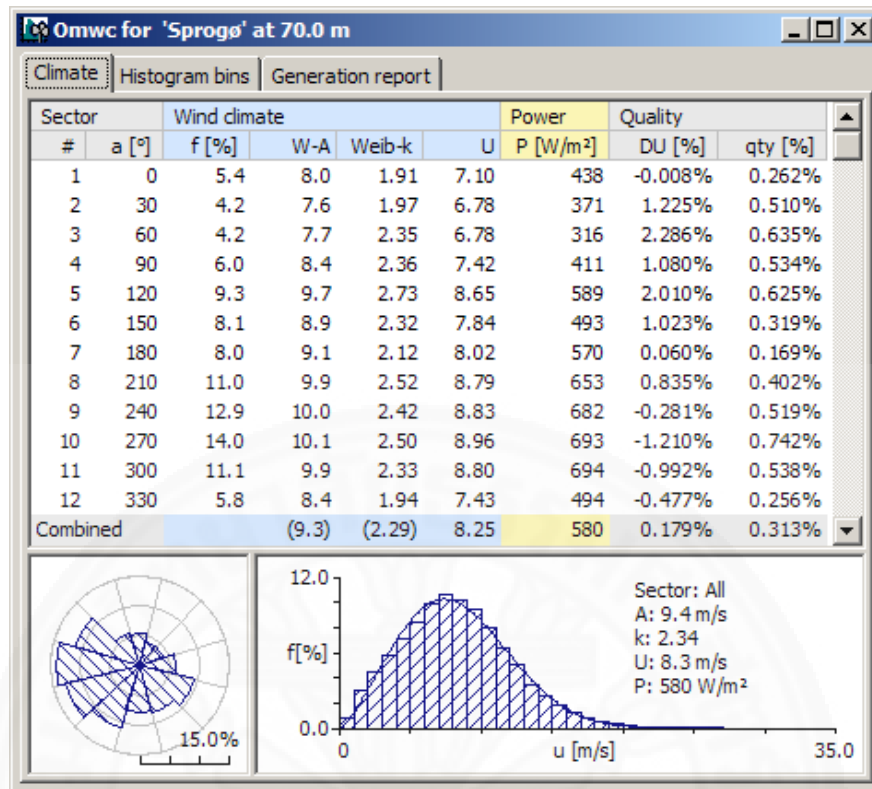 Omwc for 'Sprogø' at 70.0 m
Climate Histogram bins Generation report
Sector Wind climate Power Quality
# a [°] f [%] W-A Weib-k U P [W/m²] DU [%] qty [%]
1 0 5.4 8.0 1.91 7.10 438 -0.008% 0.262%
2 30 4.2 7.6 1.97 6.78 371 1.225% 0.510%
3 60 4.2 7.7 2.35 6.78 316 2.286% 0.635%
4 90 6.0 8.4 2.36 7.42 411 1.080% 0.534%
5 120 9.3 9.7 2.73 8.65 589 2.010% 0.625%
6 150 8.1 8.9 2.32 7.84 493 1.023% 0.319%
7 180 8.0 9.1 2.12 8.02 570 0.060% 0.169%
8 210 11.0 9.9 2.52 8.79 653 0.835% 0.402%
9 240 12.9 10.0 2.42 8.83 682 -0.281% 0.519%
10 270 14.0 10.1 2.50 8.96 693 -1.210% 0.742%
11 300 11.1 9.9 2.33 8.80 694 -0.992% 0.538%
12 330 5.8 8.4 1.94 7.43 494 -0.477% 0.256%
Combined (9.3) (2.29) 8.25 580 0.179% 0.313%
15.0%
12.0
f[%]
0.0
0 u [m/s] 35.0
Sector: All
A: 9.4 m/s
k: 2.34
U: 8.3 m/s
P: 580 W/m²